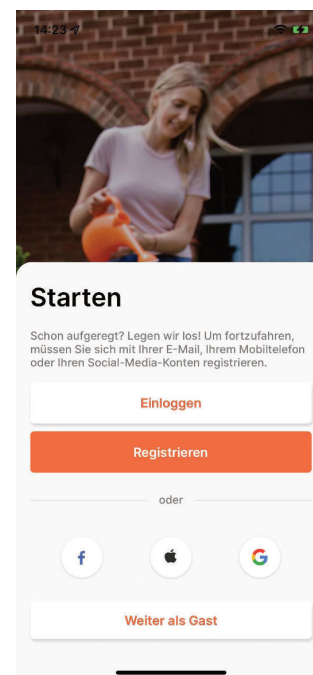 14:23
Starten
Schon aufgeregt? Legen wir los! Um fortzufahren,
müssen Sie sich mit Ihrer E-Mail, Ihrem Mobiltelefon
oder Ihren Social-Media-Konten registrieren.
Einloggen
Registrieren
oder
Weiter als Gast